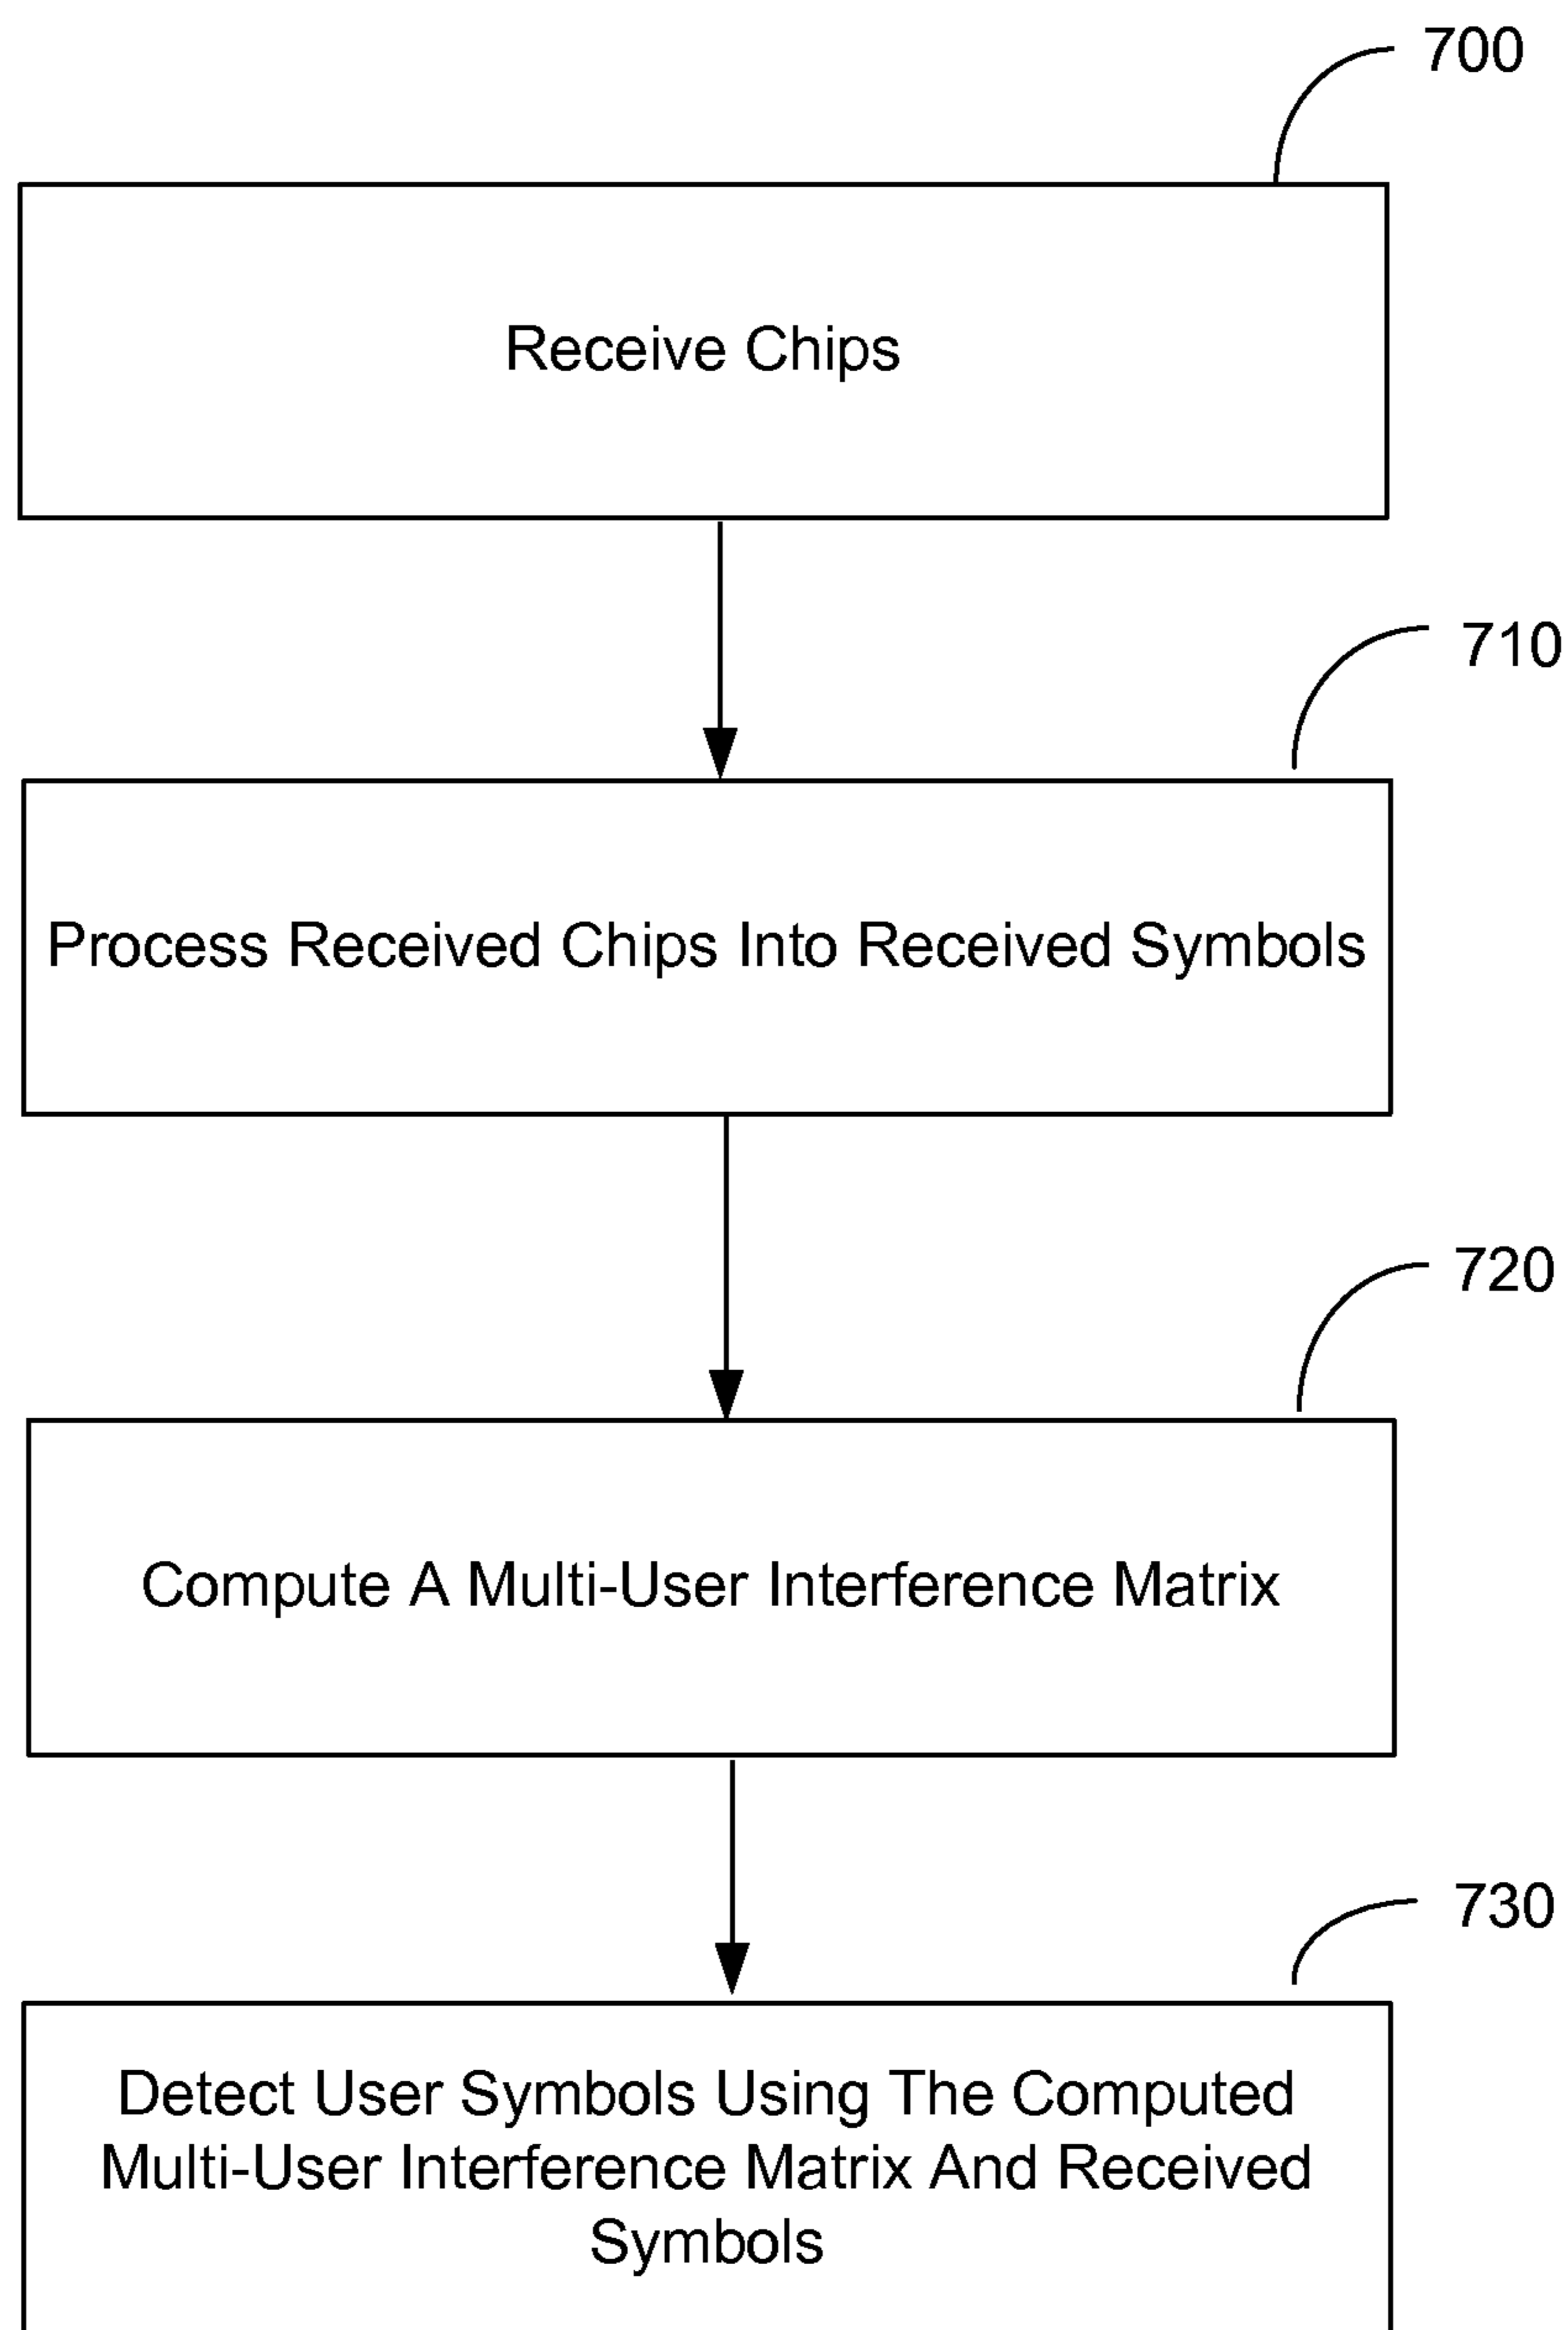 700
Receive Chips
710
Process Received Chips Into Received Symbols
720
Compute A Multi-User Interference Matrix
730
Detect User Symbols Using The Computed
Multi-User Interference Matrix And Received
Symbols